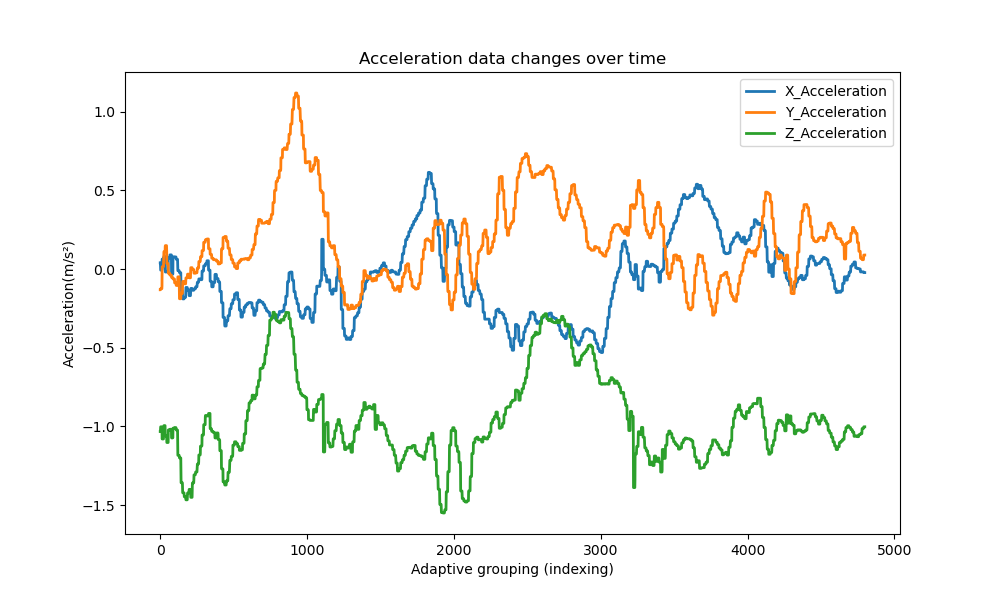 Acceleration data changes over time
X_Acceleration
Y_Acceleration
Z_Acceleration
Acceleration(m/s²)
1.0
0.5
0.0
−0.5
−1.0
−1.5
0
1000
2000
3000
4000
5000
Adaptive grouping (indexing)